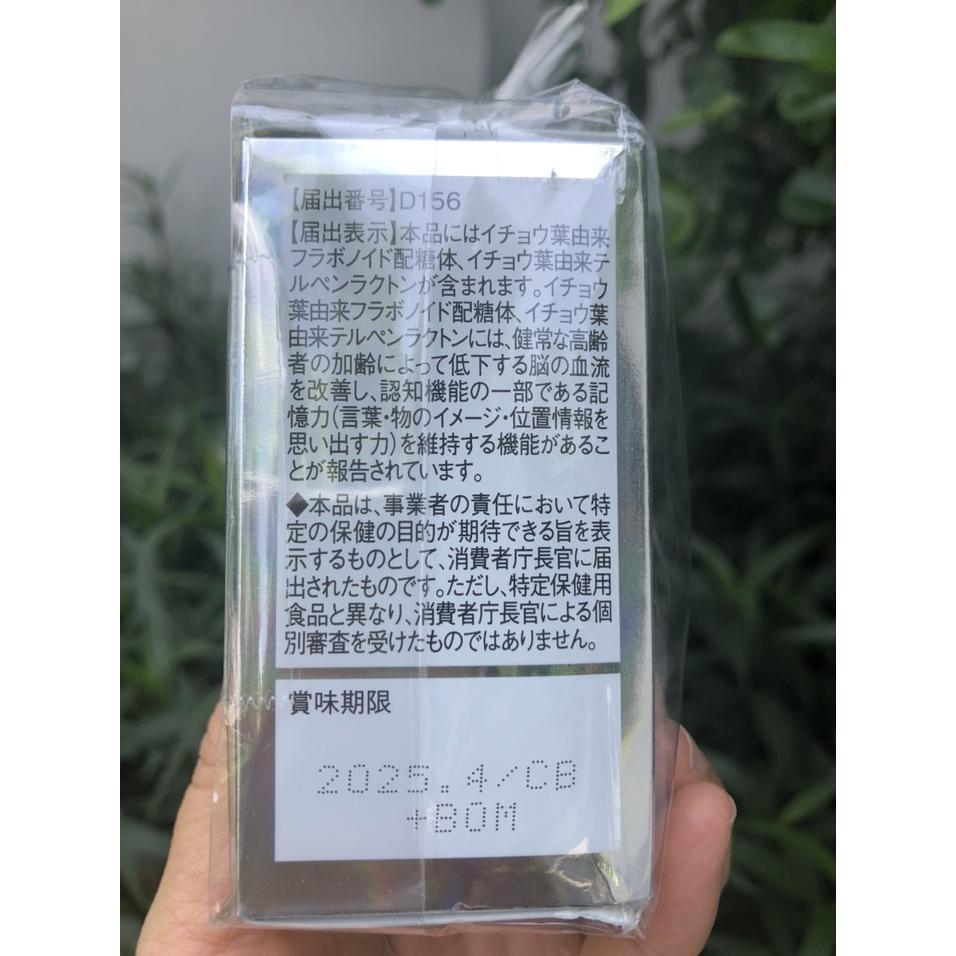 【届出番号】D156
【届出表示】本品にはイチョウ葉由来
フラボノイド配糖体、イチョウ葉由来テ
ルペンラクトンが含まれます。イチョウ
葉由来フラボノイド配糖体、イチョウ葉
由来テルペンラクトンには、健常な高齢
者の加齢によって低下する脳の血流
を改善し、認知機能の一部である記
憶力(言葉・物のイメージ・位置情報を
思い出す力)を維持する機能があるこ
とが報告されています。
◆本品は、事業者の責任において特
定の保健の目的が期待できる旨を表
示するものとして、消費者庁長官に届
出されたものです。ただし、特定保健用
食品と異なり、消費者庁長官による個
別審査を受けたものではありません。
賞味期限
2025.4/CB
+BOM